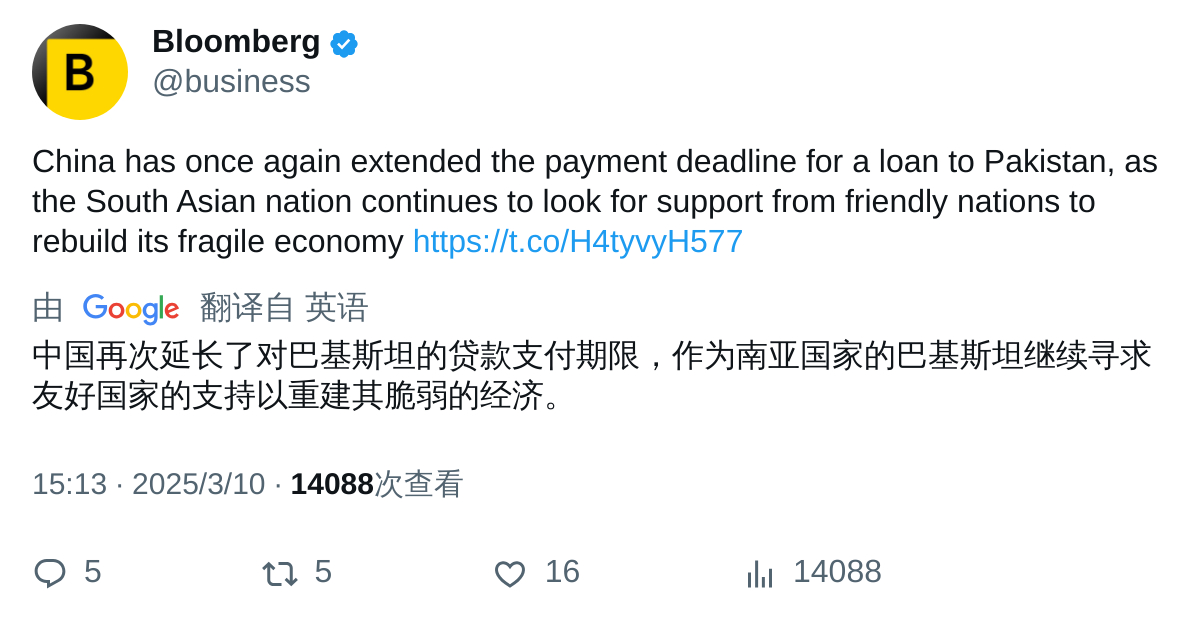 B
Bloomberg
@business
China has once again extended the payment deadline for a loan to Pakistan, as
the South Asian nation continues to look for support from friendly nations to
rebuild its fragile economy https://t.co/H4tyvyH577
由 Google 翻译自 英语
中国再次延长了对巴基斯坦的贷款支付期限，作为南亚国家的巴基斯坦继续寻求
友好国家的支持以重建其脆弱的经济。
15:13 · 2025/3/10 · 14088次查看
5 5 16 14088